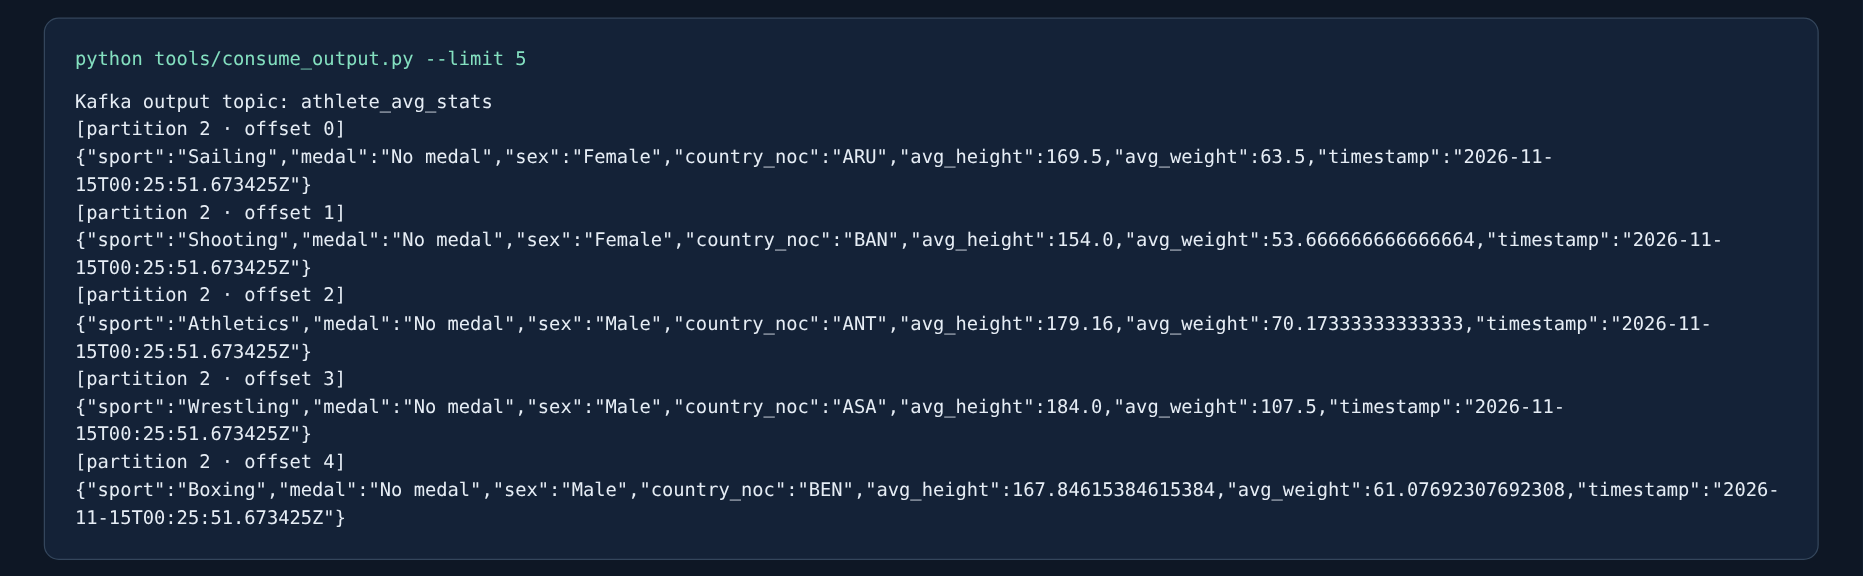 python tools/consume_output.py --limit 5
Kafka output topic: athlete_avg_stats
[partition 2 · offset 0]
{"sport":"Sailing","medal":"No medal","sex":"Female","country_noc":"ARU","avg_height":169.5,"avg_weight":63.5,"timestamp":"2026-11-
15T00:25:51.673425Z"}
[partition 2 · offset 1]
{"sport":"Shooting","medal":"No medal","sex":"Female","country_noc":"BAN","avg_height":154.0,"avg_weight":53.666666666666664,"timestamp":"2026-11-
15T00:25:51.673425Z"}
[partition 2 · offset 2]
{"sport":"Athletics","medal":"No medal","sex":"Male","country_noc":"ANT","avg_height":179.16,"avg_weight":70.17333333333333,"timestamp":"2026-11-
15T00:25:51.673425Z"}
[partition 2 · offset 3]
{"sport":"Wrestling","medal":"No medal","sex":"Male","country_noc":"ASA","avg_height":184.0,"avg_weight":107.5,"timestamp":"2026-11-
15T00:25:51.673425Z"}
[partition 2 · offset 4]
{"sport":"Boxing","medal":"No medal","sex":"Male","country_noc":"BEN","avg_height":167.84615384615384,"avg_weight":61.07692307692308,"timestamp":"2026-
11-15T00:25:51.673425Z"}